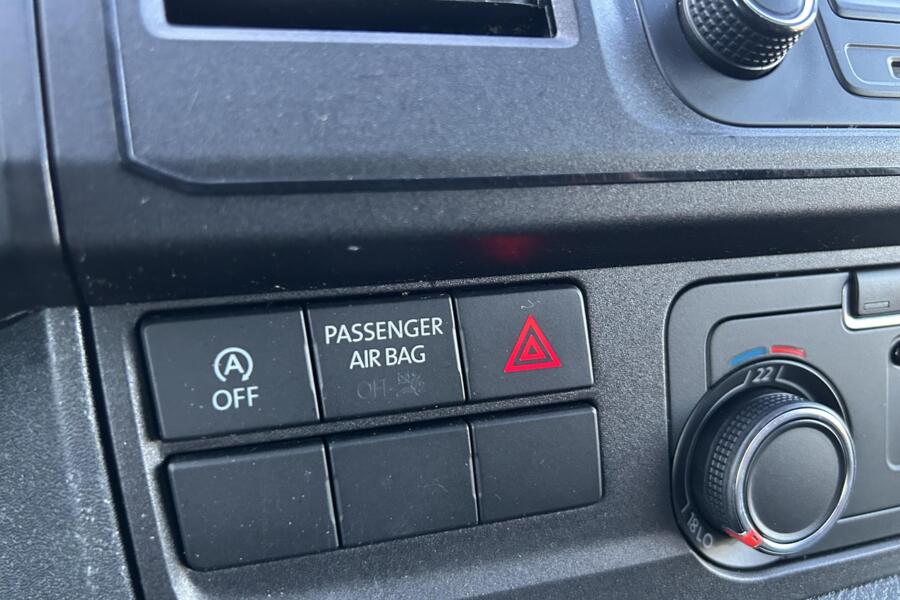 A
OFF
PASSENGER
AIR BAG
OFF
22
18
LO